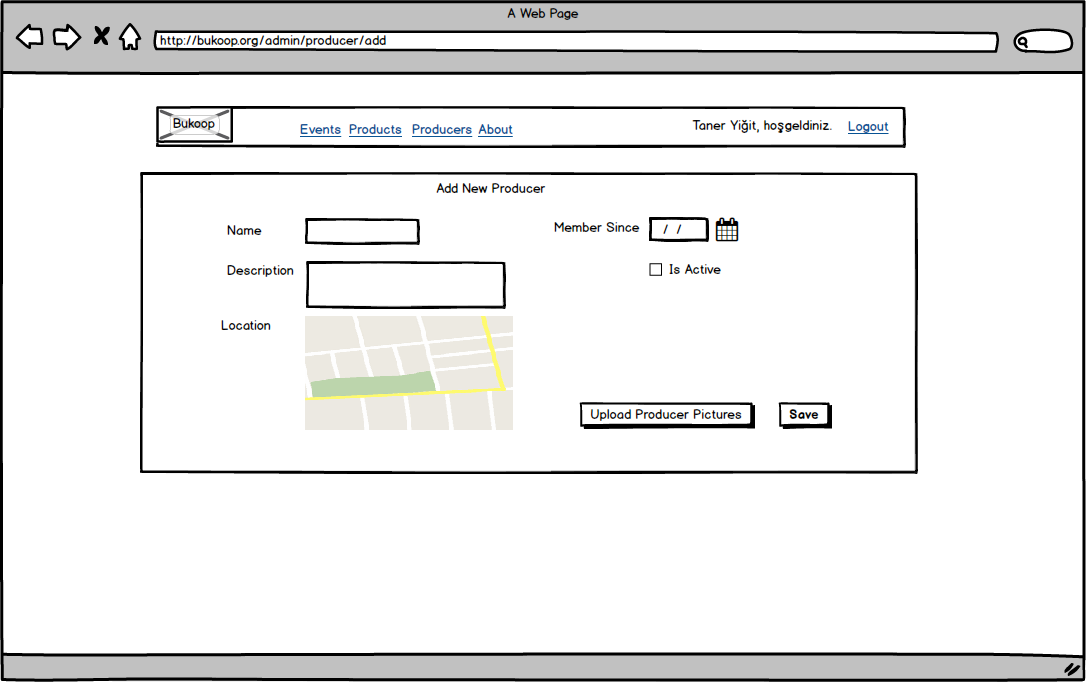 A Web Page
http://bukoop.org/admin/producer/add
Bukoop
Events Products Producers About
Taner Yiğit, hoşgeldiniz. Logout
Add New Producer
Name
Member Since / /
Description
Is Active
Location
Upload Producer Pictures
Save